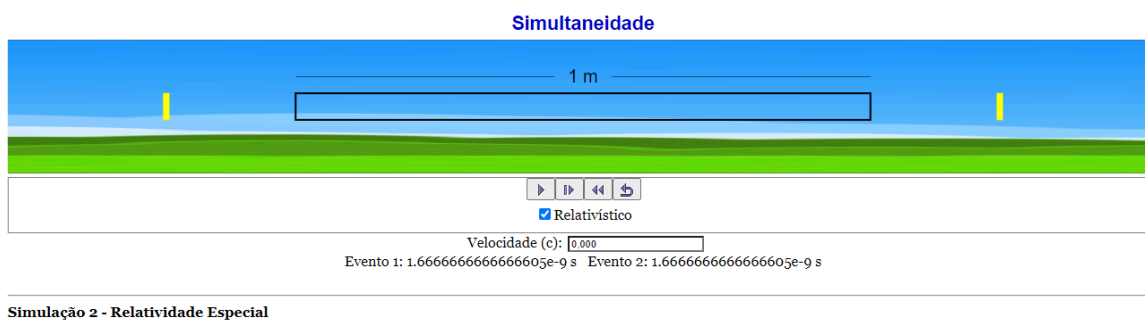 Simultaneidade
1 m
Relativístico
Velocidade (c): 0,000
Evento 1: 1.6666666666666605e-9 s Evento 2: 1.6666666666666605e-9 s
Simulação 2 - Relatividade Especial